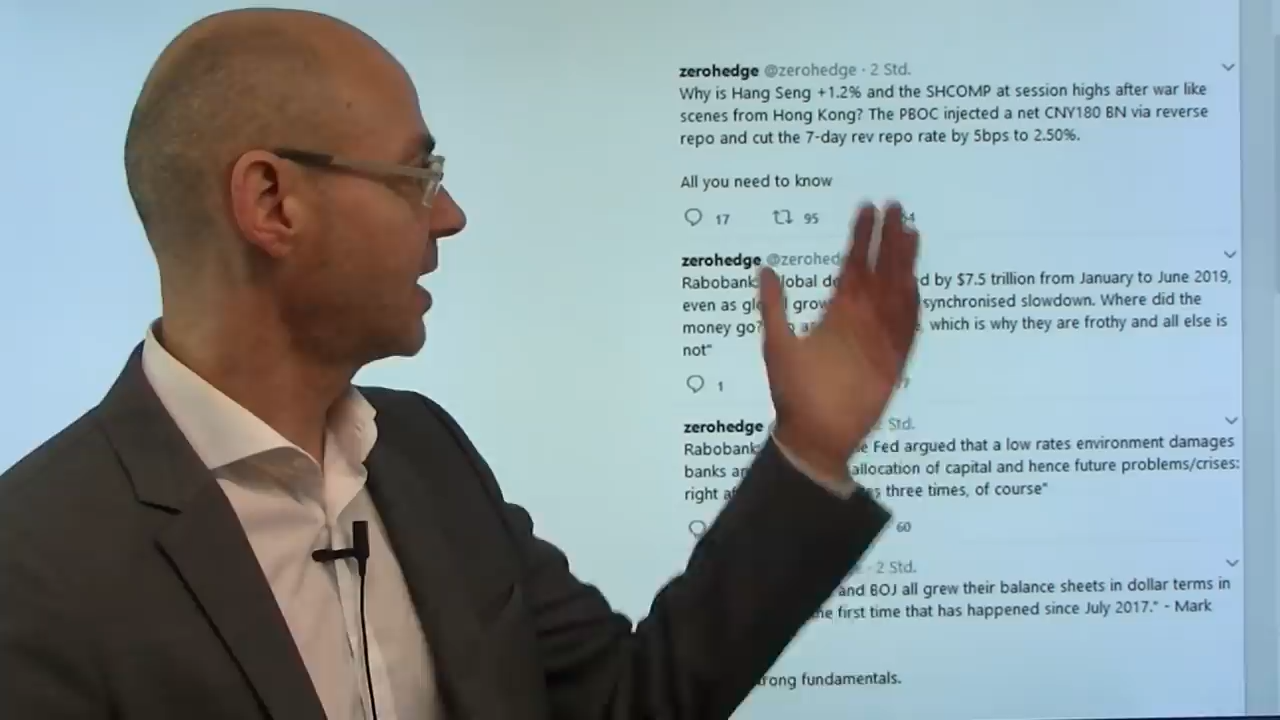 zerohedge @zerohedge · 2 Std.
Why is Hang Seng +1.2% and the SHCOMP at session highs after war like
scenes from Hong Kong? The PBOC injected a net CNY180 BN via reverse
repo and cut the 7-day rev repo rate by 5bps to 2.50%.
All you need to know
17 95
zerohedge
Rabobank: d by $7.5 trillion from January to June 2019,
even as synchronised slowdown. Where did the
money go? which is why they are frothy and all else is
not"
1
zerohedge Std.
Rabobank Fed argued that a low rates environment damages
banks allocation of capital and hence future problems/crises:
right three times, of course"
60
· 2 Std.
and BOJ all grew their balance sheets in dollar terms in
first time that has happened since July 2017." - Mark
fundamentals.